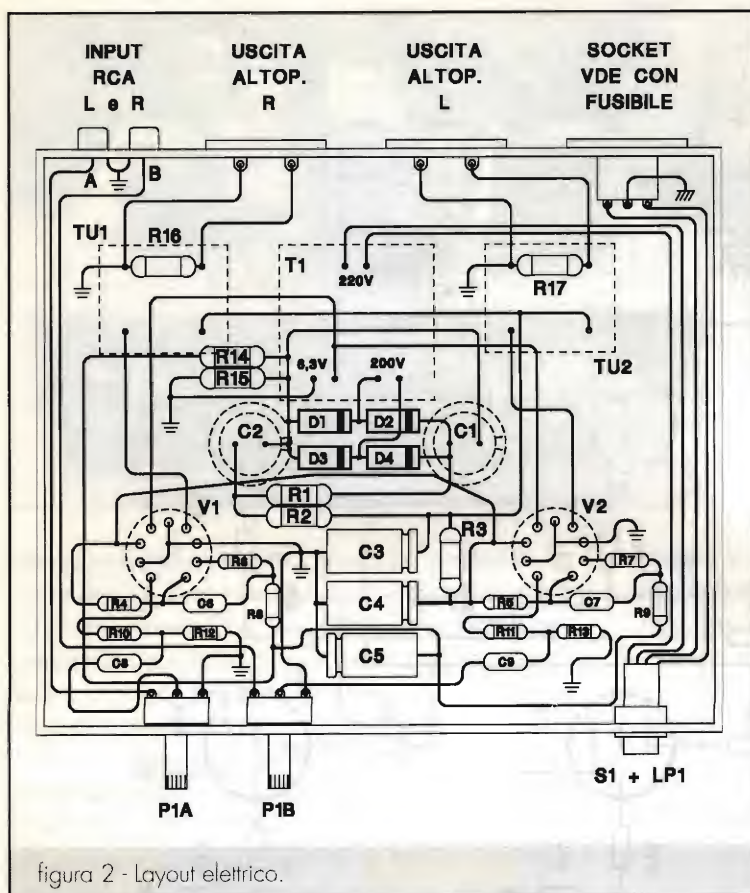 INPUT
RCA
L e R
USCITA
ALTOP.
R
USCITA
ALTOP.
L
SOCKET
VDE CON
FUSIBILE
A
B
TU1
R16
T1
220V
R17
TU2
R14
R15
6,3V
200V
C2
D1
D2
C1
D3
D4
R1
R2
V1
V2
R3
C3
R6
R7
R4
C6
R8
C4
R5
C7
R9
R10
R12
R11
R13
C8
C5
C9
P1A
P1B
S1 + LP1
figura 2 - Layout elettrico.